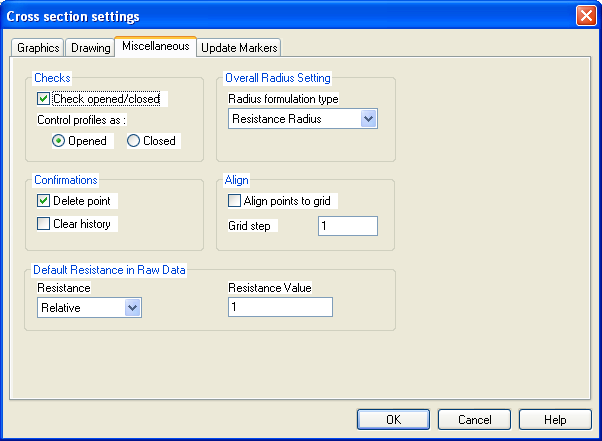 Cross section settings
Graphics Drawing Miscellaneous Update Markers
Checks
Check opened/closed
Control profiles as :
Opened Closed
Overall Radius Setting
Radius formulation type
Resistance Radius
Confirmations
Delete point
Clear history
Align
Align points to grid
Grid step 1
Default Resistance in Raw Data
Resistance Resistance Value
Relative 1
OK Cancel Help